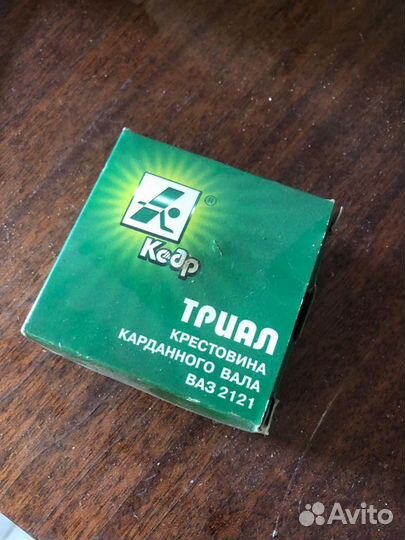 ®
Кедр
ТРИАЛ
КРЕСТОВИНА
КАРДАННОГО ВАЛА
ВАЗ 2121
Avito